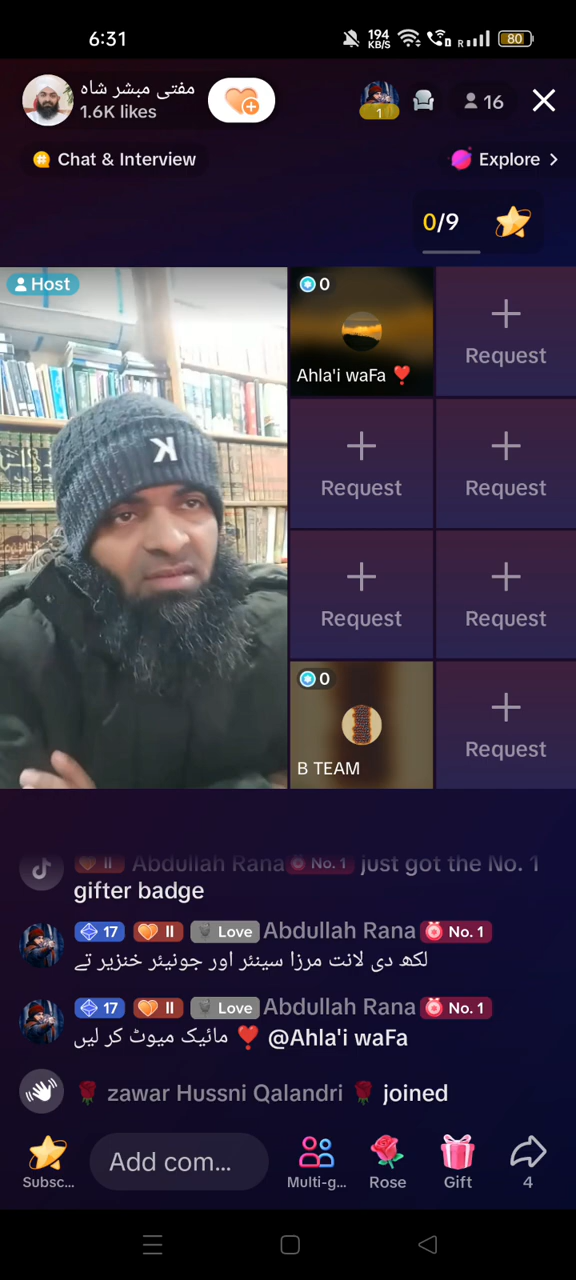 6:31
194
KB/S
R
80
مفتی مبشر شاہ
1.6K likes
1
16
Chat & Interview
Explore
0/9
Host
0
Ahla'i waFa ❣️
Request
K
Request
Request
Request
Request
0
B TEAM
Request
II Abdullah Rana No. 1 just got the No. 1
gifter badge
17 II Love Abdullah Rana No. 1
لکھ دی لانت مرزا سینئر اور جونیئر خنزیر تے
17 II Love Abdullah Rana No. 1
مائیک میوٹ کر لیں ❣️ @Ahla'i waFa
🌹 zawar Hussni Qalandri 🌹 joined
Subsc...
Add com...
Multi-g...
Rose
Gift
4